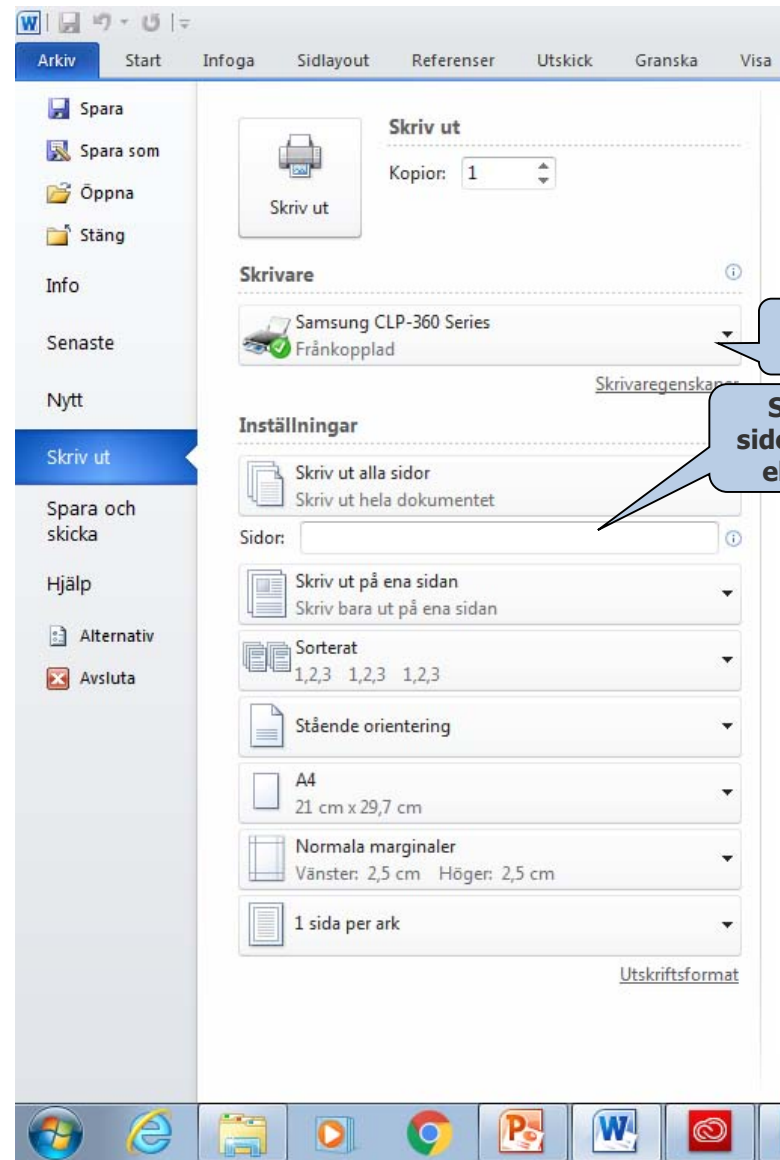 Arkiv Start Infoga Sidlayout Referenser Utskick Granska Visa
Spara
Spara som
Öppna
Stäng
Info
Senaste
Nytt
Skriv ut
Spara och
skicka
Hjälp
Alternativ
Avsluta
Skriv ut
Skriv ut
Kopior: 1
Skrivare
Samsung CLP-360 Series
Frånkopplad
Inställningar
Skriv ut alla sidor
Skriv ut hela dokumentet
Sidor:
Skriv ut på ena sidan
Skriv bara ut på ena sidan
Sorterat
1,2,3 1,2,3 1,2,3
Stående orientering
A4
21 cm x 29,7 cm
Normala marginaler
Vänster: 2,5 cm Höger: 2,5 cm
1 sida per ark
Utskriftsformat